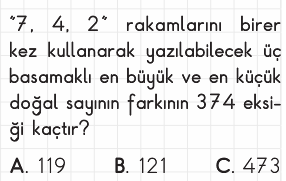 "7, 4, 2" rakamlarını birer
kez kullanarak yazılabilecek üç
basamaklı en büyük ve en küçük
doğal sayının farkının 374 eksi-
ği kaçtır?
A. 119 B. 121 C. 473